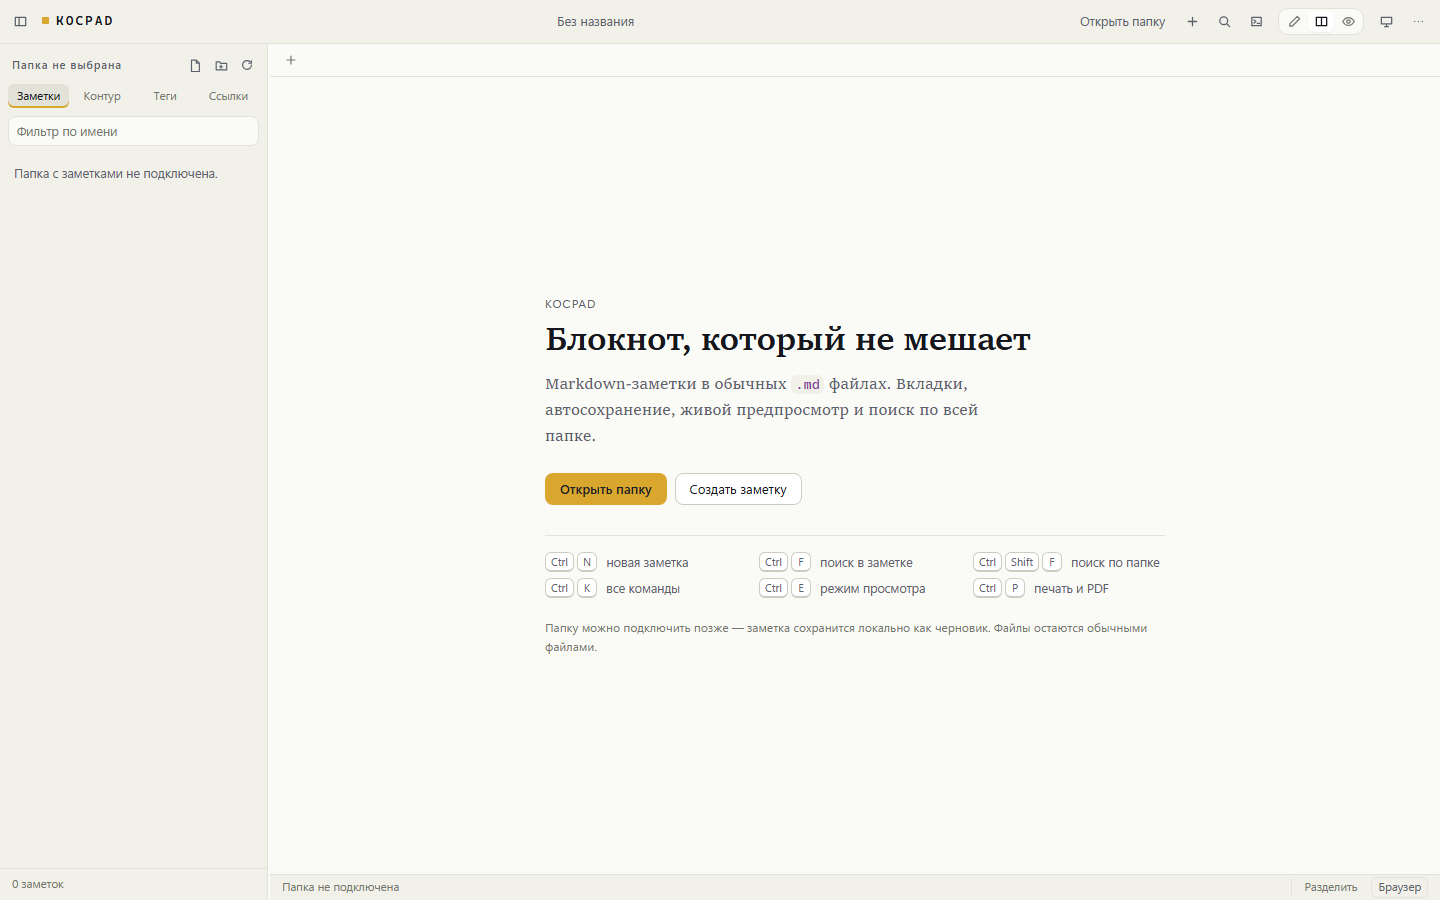 KOCPAD
Без названия
Открыть папку
Папка не выбрана
Заметки Контур Теги Ссылки
Фильтр по имени
Папка с заметками не подключена.
KOCPAD
Блокнот, который не мешает
Markdown-заметки в обычных .md файлах. Вкладки,
автосохранение, живой предпросмотр и поиск по всей
папке.
Открыть папку Создать заметку
Ctrl N новая заметка Ctrl F поиск в заметке Ctrl Shift F поиск по папке
Ctrl K все команды Ctrl E режим просмотра Ctrl P печать и PDF
Папку можно подключить позже — заметка сохранится локально как черновик. Файлы остаются обычными
файлами.
0 заметок
Папка не подключена
Разделить Браузер